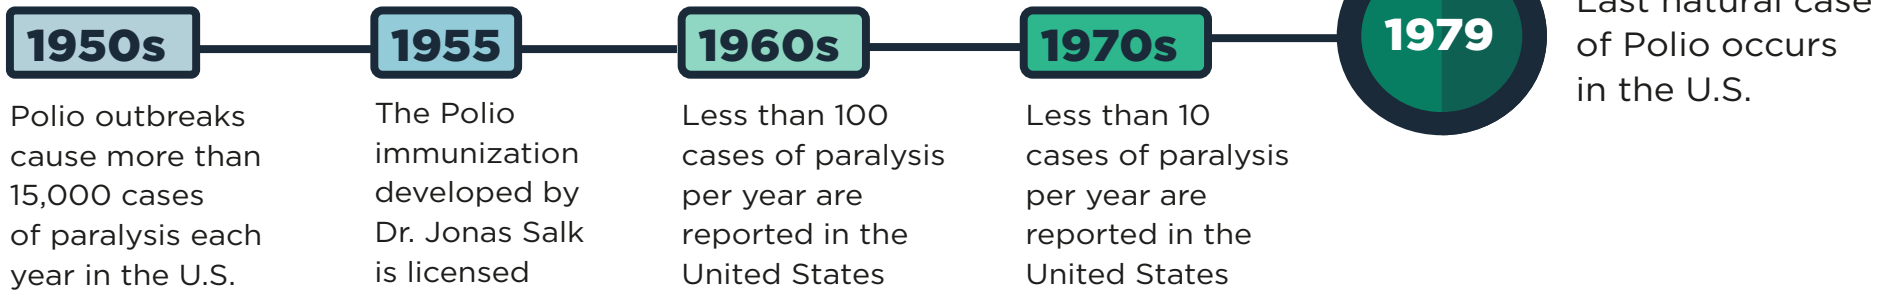 1950s
Polio outbreaks
cause more than
15,000 cases
of paralysis each
year in the U.S.
1955
The Polio
immunization
developed by
Dr. Jonas Salk
is licensed
1960s
Less than 100
cases of paralysis
per year are
reported in the
United States
1970s
Less than 10
cases of paralysis
per year are
reported in the
United States
1979
Last natural case
of Polio occurs
in the U.S.